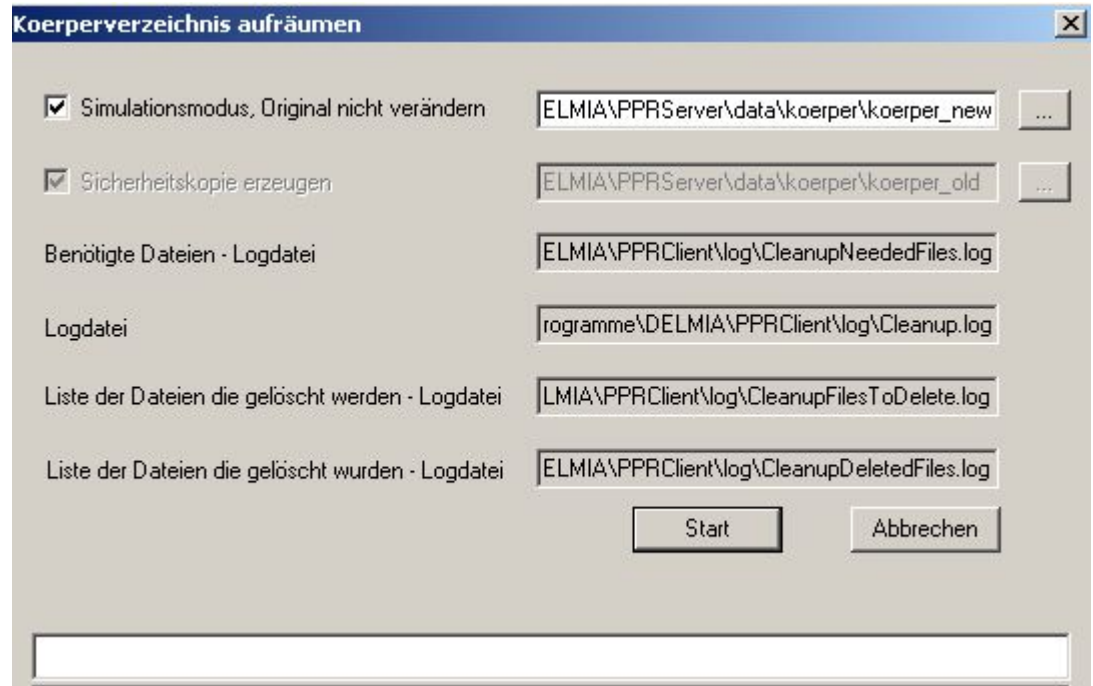 Koerperverzeichnis aufräumen
Simulationsmodus, Original nicht verändern ELMIA\PPRServer\data\koerper\koerper_new ...
Sicherheitskopie erzeugen ELMIA\PPRServer\data\koerper\koerper_old ...
Benötigte Dateien - Logdatei ELMIA\PPRClient\log\CleanupNeededFiles.log
Logdatei rogramme\DELMIA\PPRClient\log\Cleanup.log
Liste der Dateien die gelöscht werden - Logdatei LMIA\PPRClient\log\CleanupFilesToDelete.log
Liste der Dateien die gelöscht wurden - Logdatei ELMIA\PPRClient\log\CleanupDeletedFiles.log
Start Abbrechen